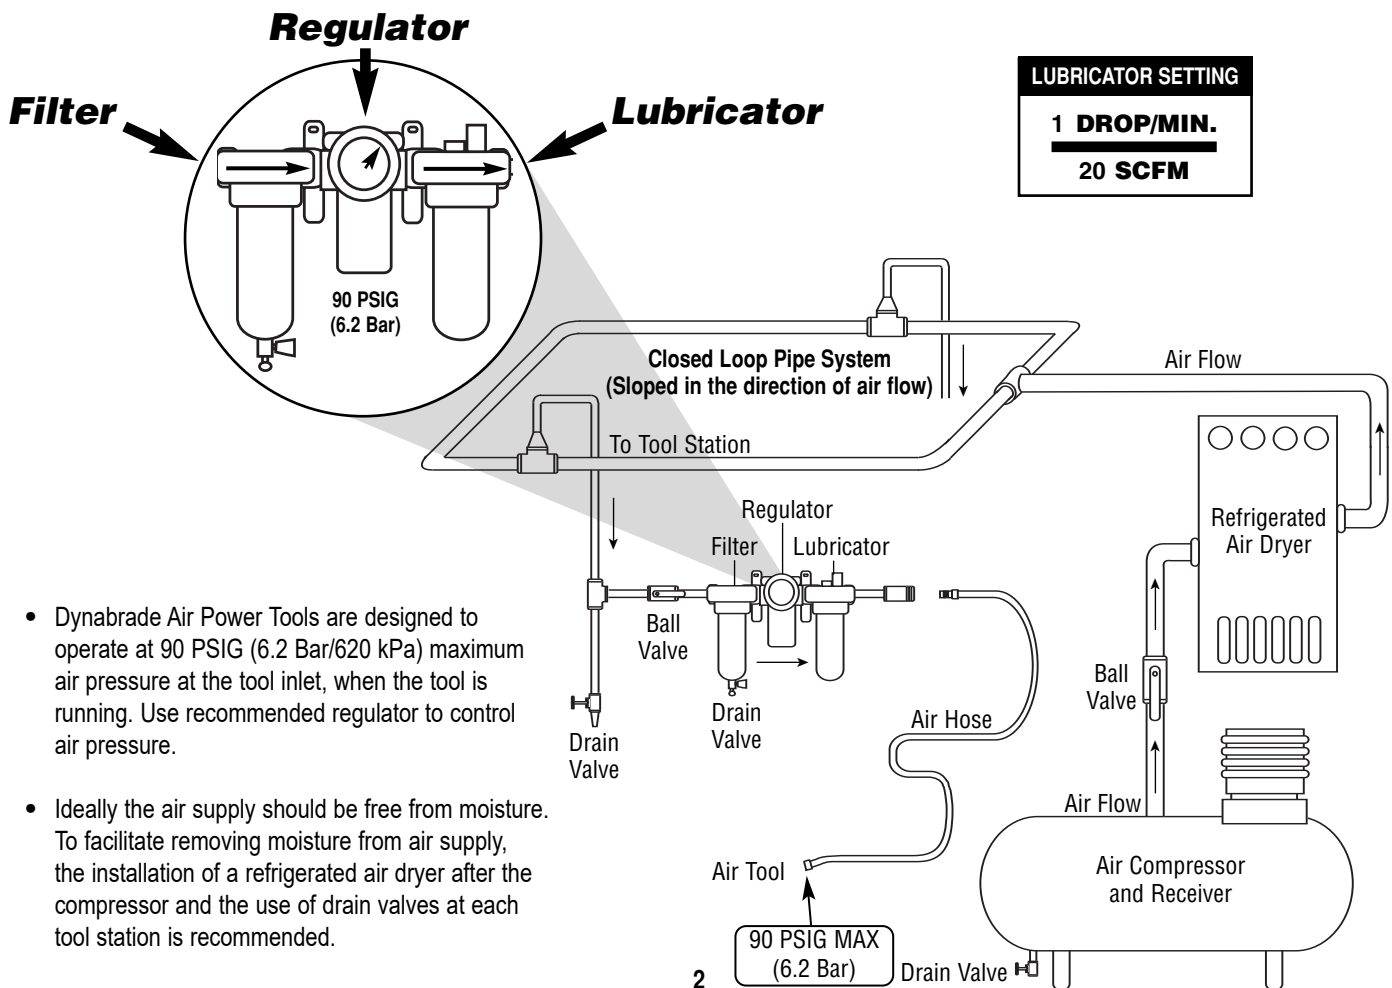 Regulator
Filter
Lubricator
90 PSIG
(6.2 Bar)
LUBRICATOR SETTING
1 DROP/MIN.
20 SCFM
Closed Loop Pipe System
(Sloped in the direction of air flow)
Air Flow
To Tool Station
Refrigerated
Air Dryer
Regulator
Filter
Lubricator
Ball
Valve
Drain
Valve
Drain
Valve
Air Hose
Ball
Valve
Air Flow
Air Compressor
and Receiver
Air Tool
90 PSIG MAX
(6.2 Bar)
Drain Valve
• Dynabrade Air Power Tools are designed to
operate at 90 PSIG (6.2 Bar/620 kPa) maximum
air pressure at the tool inlet, when the tool is
running. Use recommended regulator to control
air pressure.
• Ideally the air supply should be free from moisture.
To facilitate removing moisture from air supply,
the installation of a refrigerated air dryer after the
compressor and the use of drain valves at each
tool station is recommended.
2